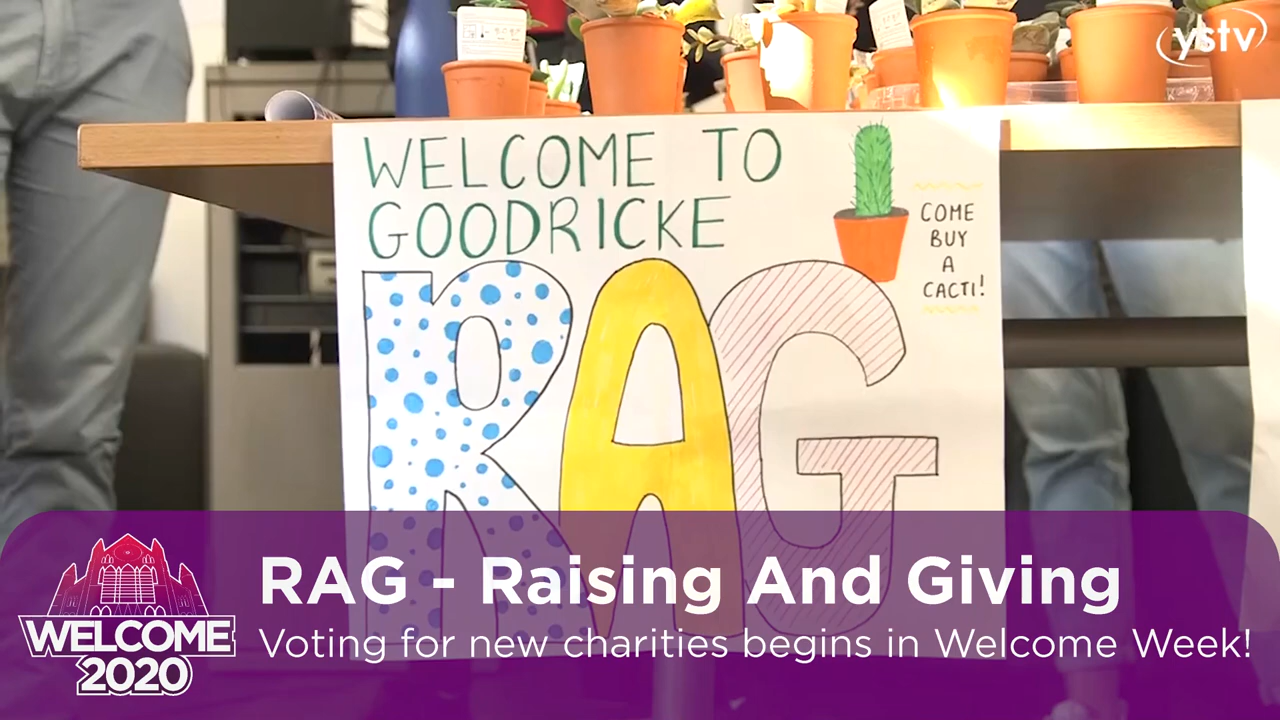 ystv
WELCOME TO
GOODRICKE
COME
BUY
A
CACTI!
RAG
RAG - Raising And Giving
Voting for new charities begins in Welcome Week!
WELCOME
2020